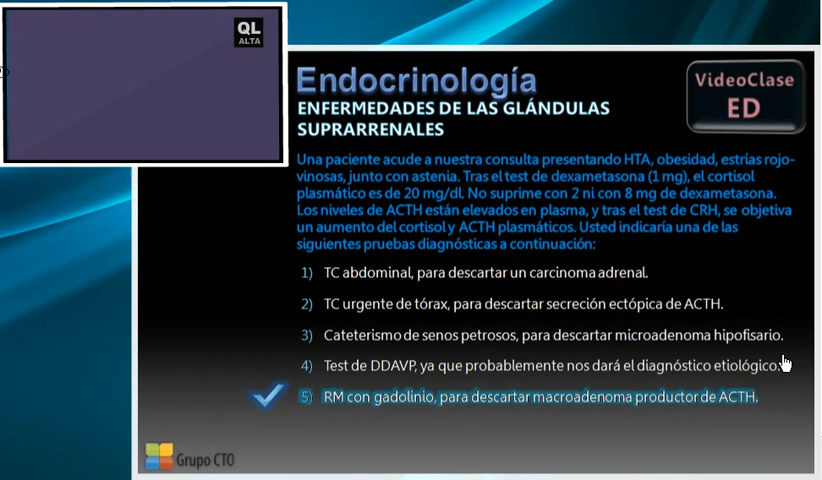 QL
ALTA
Endocrinología
ENFERMEDADES DE LAS GLÁNDULAS
SUPRARRENALES
VideoClase
ED
Una paciente acude a nuestra consulta presentando HTA, obesidad, estrías rojo-
vinosas, junto con astenia. Tras el test de dexametasona (1 mg), el cortisol
plasmático es de 20 mg/dl. No suprime con 2 ni con 8 mg de dexametasona.
Los niveles de ACTH están elevados en plasma, y tras el test de CRH, se objetiva
un aumento del cortisol y ACTH plasmáticos. Usted indicaría una de las
siguientes pruebas diagnósticas a continuación:
1) TC abdominal, para descartar un carcinoma adrenal.
2) TC urgente de tórax, para descartar secreción ectópica de ACTH.
3) Cateterismo de senos petrosos, para descartar microadenoma hipofisario.
4) Test de DDAVP, ya que probablemente nos dará el diagnóstico etiológico.
5) RM con gadolinio, para descartar macroadenoma productor de ACTH.
Grupo CTO